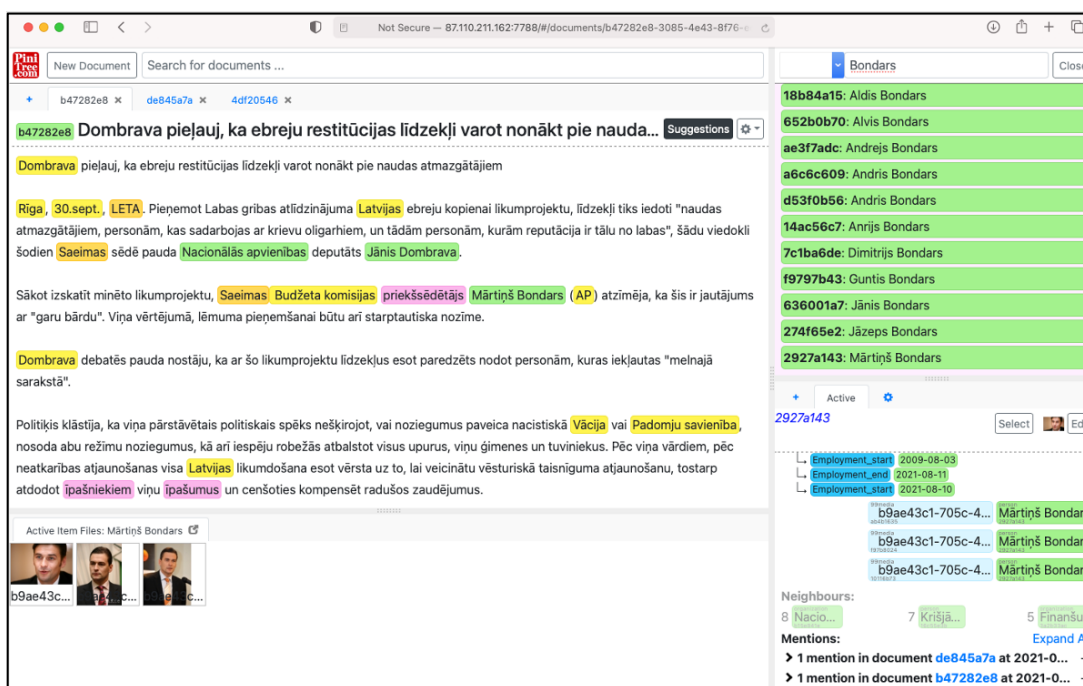 Not Secure — 87.110.211.162:7788/#/documents/b47282e8-3085-4e43-8f76-e
Pini
Tree
.com
New Document
Search for documents ...
+ b47282e8 × de845a7a × 4df20546 ×
b47282e8 Dombrava pieļauj, ka ebreju restitūcijas līdzekļi varot nonākt pie nauda... Suggestions
Dombrava pieļauj, ka ebreju restitūcijas līdzekļi varot nonākt pie naudas atmazgātājiem
Rīga, 30.sept., LETA. Pieņemot Labas gribas atlīdzinājuma Latvijas ebreju kopienai likumprojektu, līdzekļi tiks iedoti "naudas
atmazgātājiem, personām, kas sadarbojas ar krievu oligarhiem, un tādām personām, kurām reputācija ir tālu no labas", šādu viedokli
šodien Saeimas sēdē pauda Nacionālās apvienības deputāts Jānis Dombrava.
Sākot izskatīt minēto likumprojektu, Saeimas Budžeta komisijas priekšsēdētājs Mārtiņš Bondars (AP) atzīmēja, ka šis ir jautājums
ar "garu bārdu". Viņa vērtējumā, lēmuma pieņemšanai būtu arī starptautiska nozīme.
Dombrava debatēs pauda nostāju, ka ar šo likumprojektu līdzekļus esot paredzēts nodot personām, kuras iekļautas "melnajā
sarakstā".
Politiķis klāstīja, ka viņa pārstāvētais politiskais spēks nešķirojot, vai noziegumus paveica nacistiskā Vācija vai Padomju savienība,
nosoda abu režīmu noziegumus, kā arī iespēju robežās atbalstot visus upurus, viņu ģimenes un tuviniekus. Pēc viņa vārdiem, pēc
neatkarības atjaunošanas visa Latvijas likumdošana esot vērsta uz to, lai veicinātu vēsturiskā taisnīguma atjaunošanu, tostarp
atdodot īpašniekiem viņu īpašumus un cenšoties kompensēt radušos zaudējumus.
Active Item Files: Mārtiņš Bondars
b9ae43c... b9ae43c...
Bondars Close
18b84a15: Aldis Bondars
652b0b70: Alvis Bondars
ae3f7adc: Andrejs Bondars
a6c6c609: Andris Bondars
d53f0b56: Andris Bondars
14ac56c7: Anrijs Bondars
7c1ba6de: Dimitrijs Bondars
f9797b43: Guntis Bondars
636001a7: Jānis Bondars
274f65e2: Jāzeps Bondars
2927a143: Mārtiņš Bondars
+ Active
2927a143 Select Ed
Employment_start 2009-08-03
Employment_end 2021-08-11
Employment_start 2021-08-10
b9ae43c1-705c-4... Mārtiņš Bondar
b9ae43c1-705c-4... Mārtiņš Bondar
b9ae43c1-705c-4... Mārtiņš Bondar
Neighbours:
8 Nacio... 7 Krišjā... 5 Finanšu
Mentions: Expand A
1 mention in document de845a7a at 2021-0...
1 mention in document b47282e8 at 2021-0...